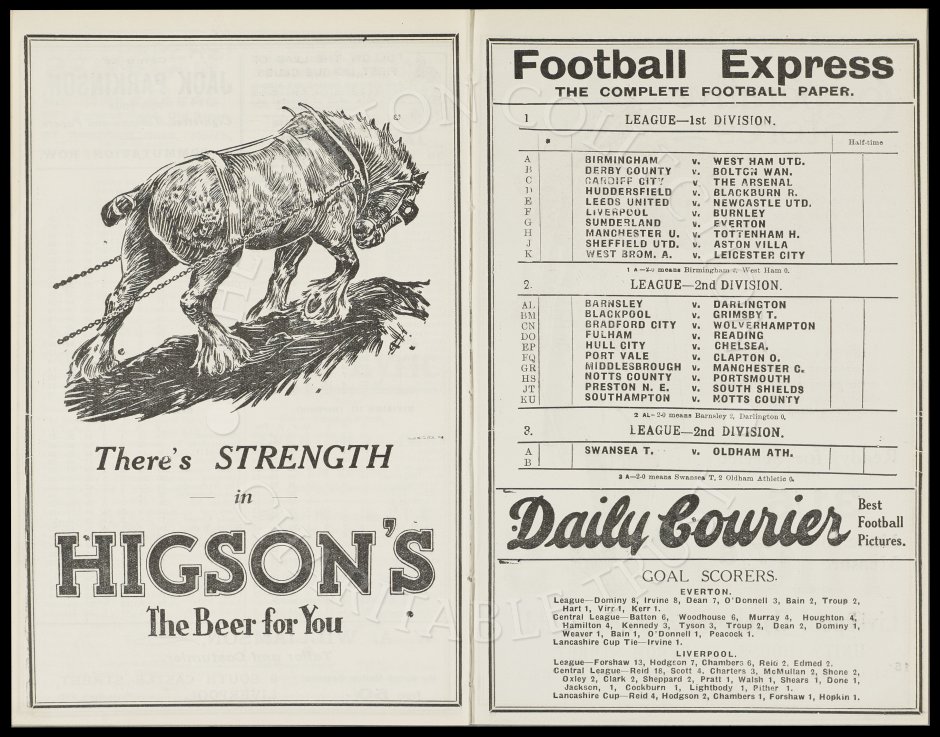 There's STRENGTH
in
HIGSON'S
The Beer for You
Football Express
THE COMPLETE FOOTBALL PAPER.
1 LEAGUE—1st DIVISION.
Half-time
A BIRMINGHAM v. WEST HAM UTD.
B DERBY COUNTY v. BOLTON WAN.
C CARDIFF CITY v. THE ARSENAL
D HUDDERSFIELD v. BLACKBURN R.
E LEEDS UNITED v. NEWCASTLE UTD.
F LIVERPOOL v. BURNLEY
G SUNDERLAND v. EVERTON
H MANCHESTER U. v. TOTTENHAM H.
J SHEFFIELD UTD. v. ASTON VILLA
K WEST BROM. A. v. LEICESTER CITY
1 A—2-0 means Birmingham 2, West Ham 0.
2. LEAGUE—2nd DIVISION.
AL BARNSLEY v. DARLINGTON
BM BLACKPOOL v. GRIMSBY T.
CN BRADFORD CITY v. WOLVERHAMPTON
DO FULHAM v. READING
EP HULL CITY v. CHELSEA.
FQ PORT VALE v. CLAPTON O.
GR MIDDLESBROUGH v. MANCHESTER C.
HS NOTTS COUNTY v. PORTSMOUTH
JT PRESTON N. E. v. SOUTH SHIELDS
KU SOUTHAMPTON v. NOTTS COUNTY
2 AL—2-0 means Barnsley 2, Darlington 0.
3. LEAGUE—2nd DIVISION.
A SWANSEA T. v. OLDHAM ATH.
B
3 A—2-0 means Swansea T, 2 Oldham Athletic 0.
Daily Courier
Best
Football
Pictures.
GOAL SCORERS.
EVERTON.
League—Dominy 8, Irvine 8, Dean 7, O'Donnell 3, Bain 2, Troup 2,
Hart 1, Virr 1, Kerr 1.
Central League—Batten 6, Woodhouse 6, Murray 4, Houghton 4,
Hamilton 4, Kennedy 3, Tyson 3, Troup 2, Dean 2, Dominy 1,
Weaver 1, Bain 1, O'Donnell 1, Peacock 1.
Lancashire Cup Tie—Irvine 1.
LIVERPOOL.
League—Forshaw 13, Hodgson 7, Chambers 6, Reid 2, Edmed 2.
Central League—Reid 18, Scott 4, Charters 3, McMullan 2, Shone 2,
Oxley 2, Clark 2, Sheppard 2, Pratt 1, Walsh 1, Shears 1, Done 1,
Jackson, 1, Cockburn 1, Lightbody 1, Pither 1.
Lancashire Cup—Reid 4, Hodgson 2, Chambers 1, Forshaw 1, Hopkin 1.